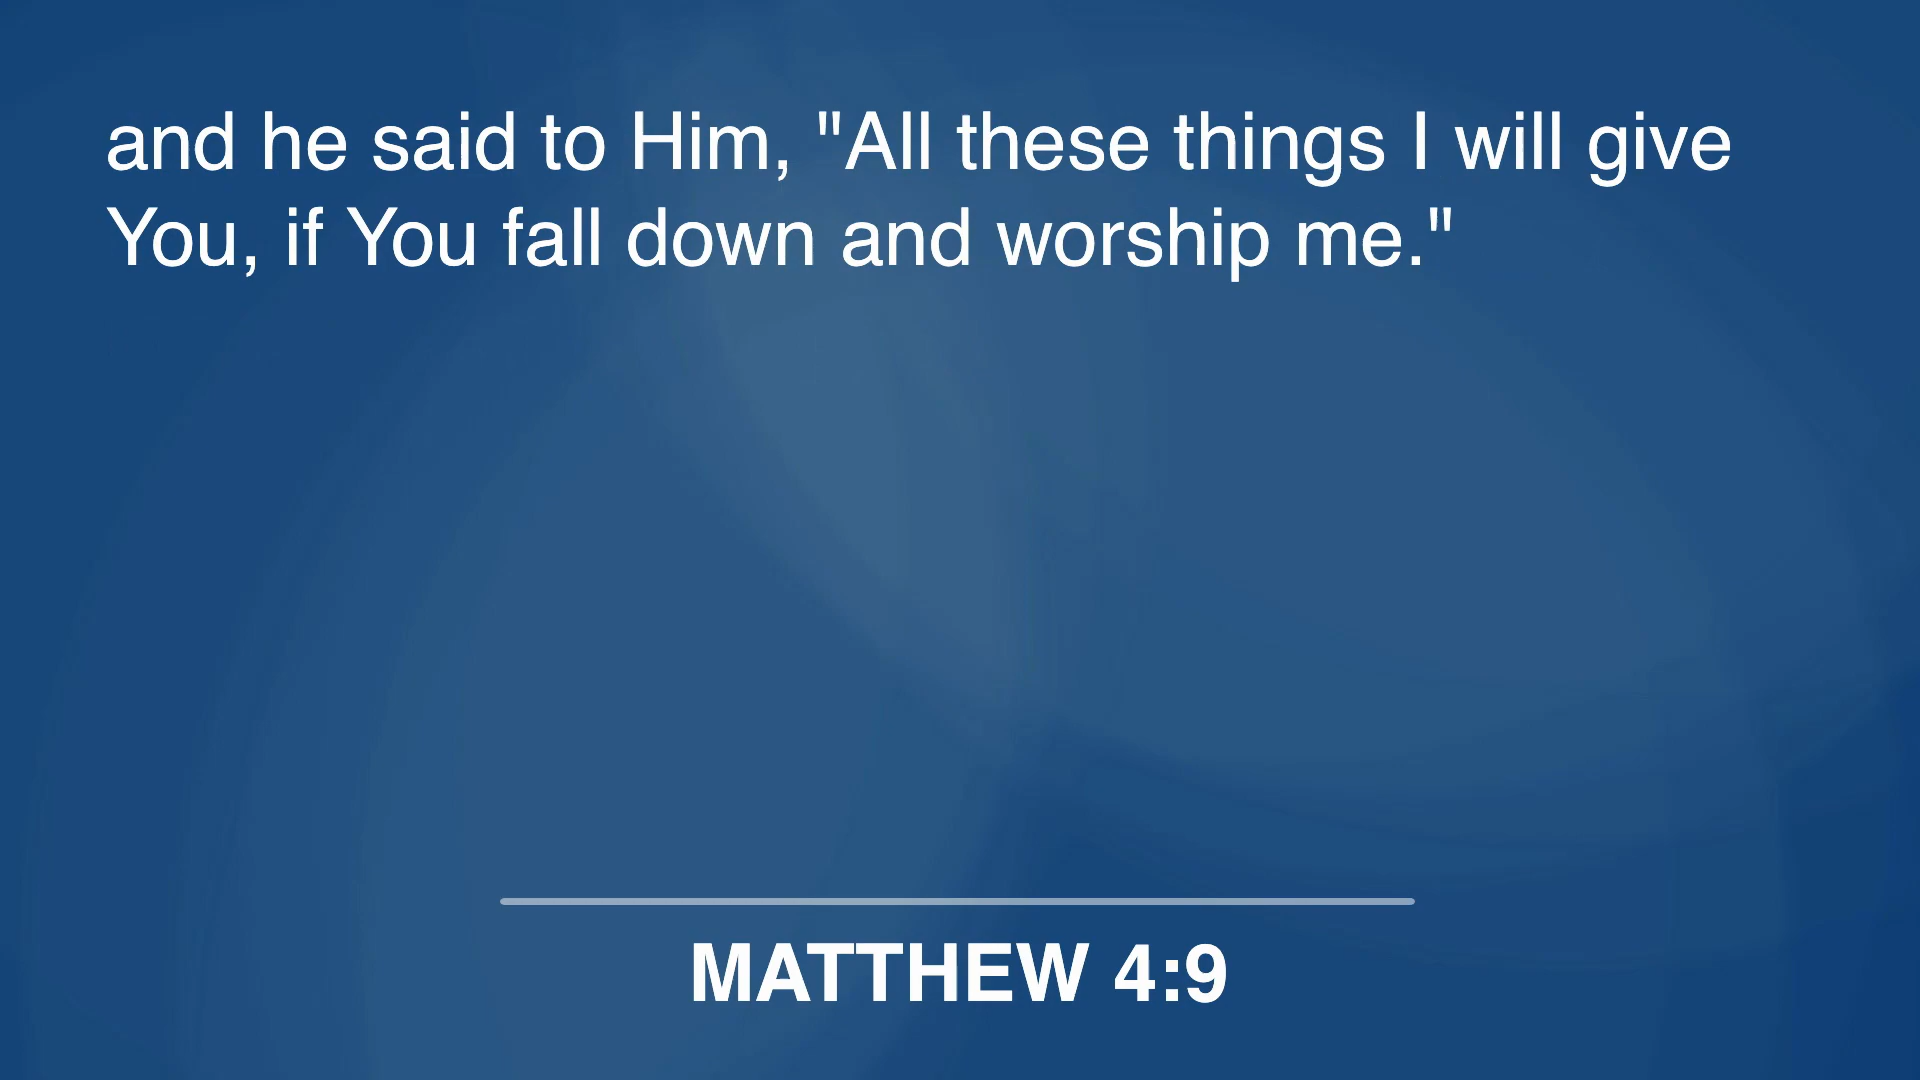 and he said to Him, "All these things I will give
You, if You fall down and worship me."
MATTHEW 4:9